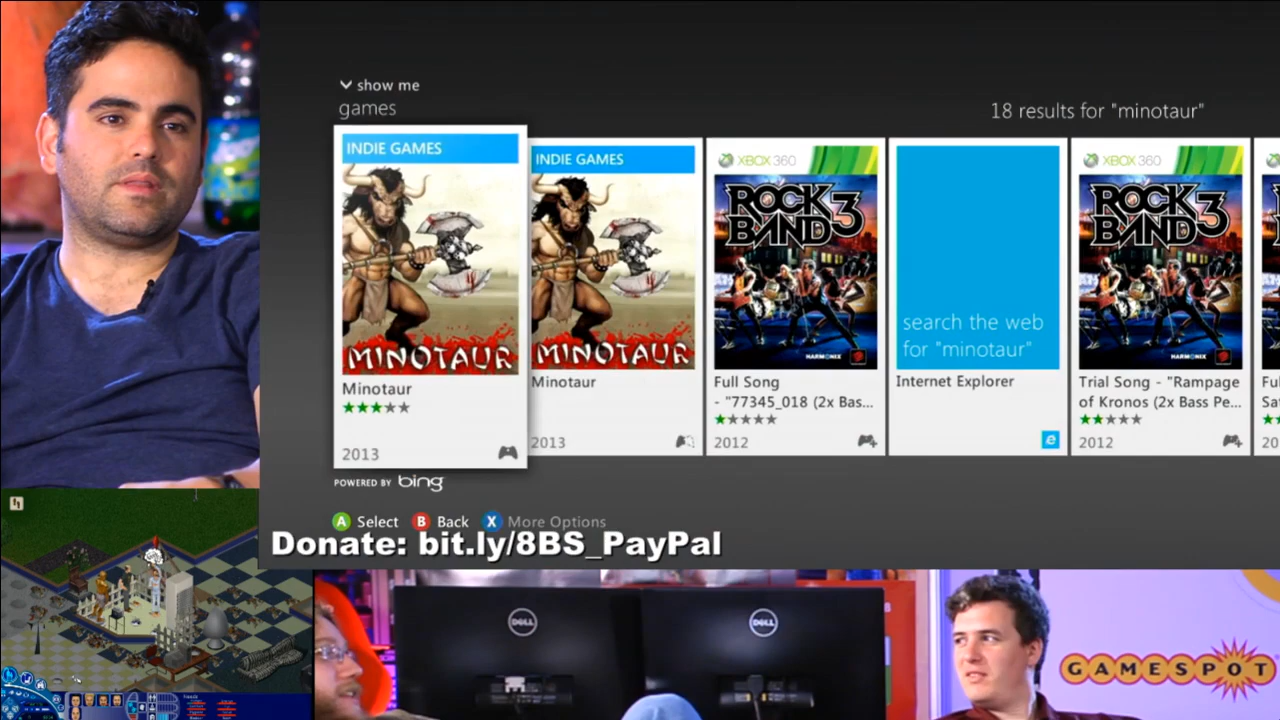 show me
games
18 results for "minotaur"
INDIE GAMES
MINOTAUR
Minotaur
2013
INDIE GAMES
MINOTAUR
Minotaur
2013
XBOX 360
ROCK BAND 3
HARMONIX
Full Song
- "77345_018 (2x Bas...
2012
search the web
for "minotaur"
Internet Explorer
XBOX 360
ROCK BAND 3
HARMONIX
Trial Song - "Rampage
of Kronos (2x Bass Pe...
2012
POWERED BY bing
A Select B Back X More Options
Donate: bit.ly/8BS_PayPal
DELL
DELL
GAMESPOT